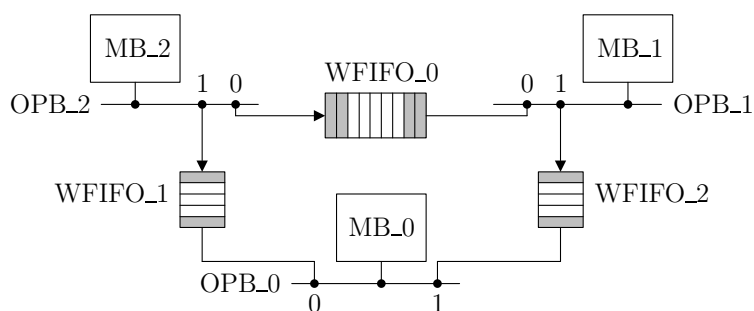 MB_2
MB_1
1 0
WFIFO_0
0 1
OPB_2
OPB_1
WFIFO_1
WFIFO_2
MB_0
OPB_0
0
1